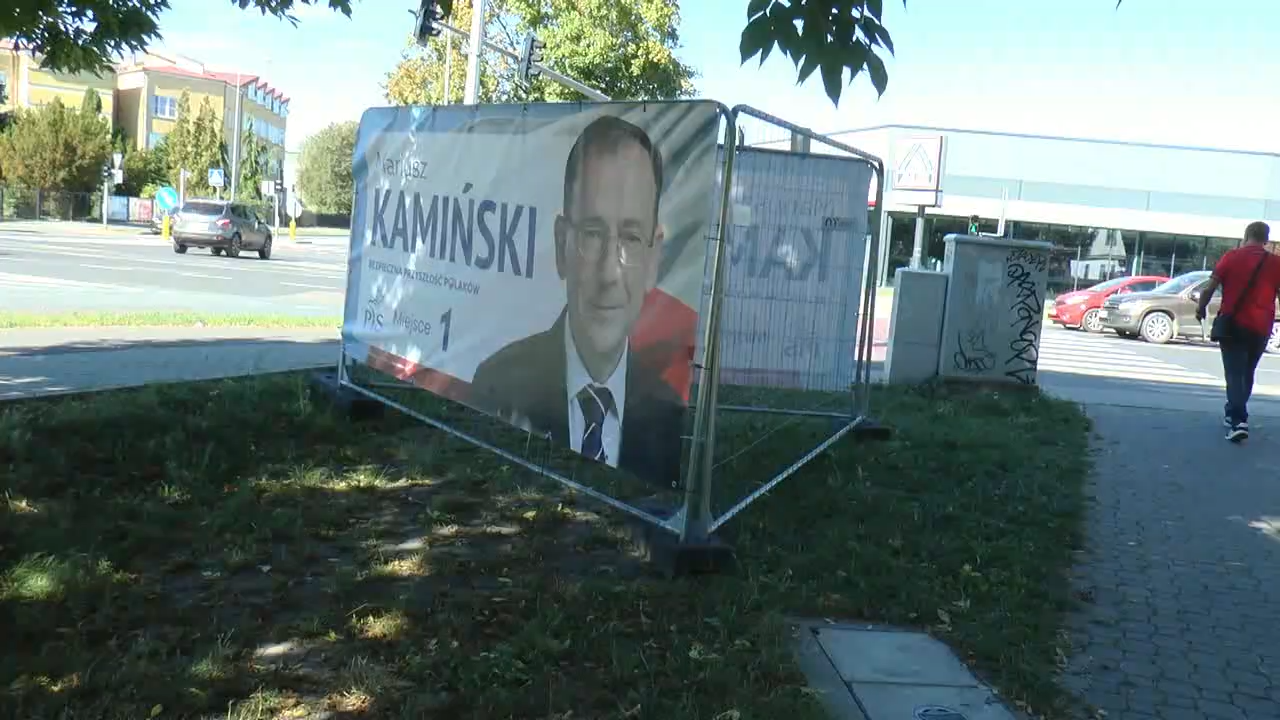 Mariusz
KAMIŃSKI
BEZPIECZNA PRZYSZŁOŚĆ POLAKÓW
PiS
Miejsce 1